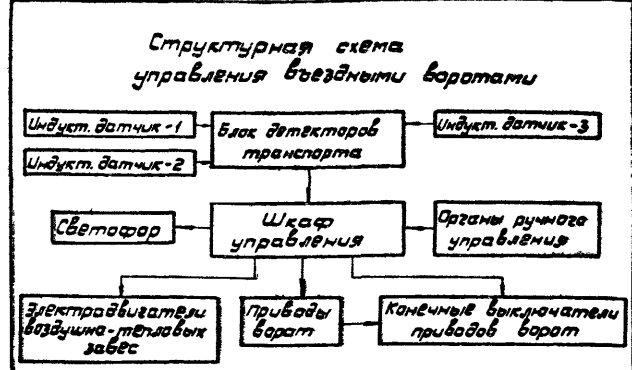 Структурная схема
управления въездными воротами
Индукт. датчик-1
Блок детекторов
транспорта
Индукт. датчик-3
Индукт. датчик-2
Светофор
Шкаф
управления
Органы ручного
управления
Электродвигатели
воздушна-тепловых
завес
Приводы
ворот
Конечные выключатели
приводов ворот